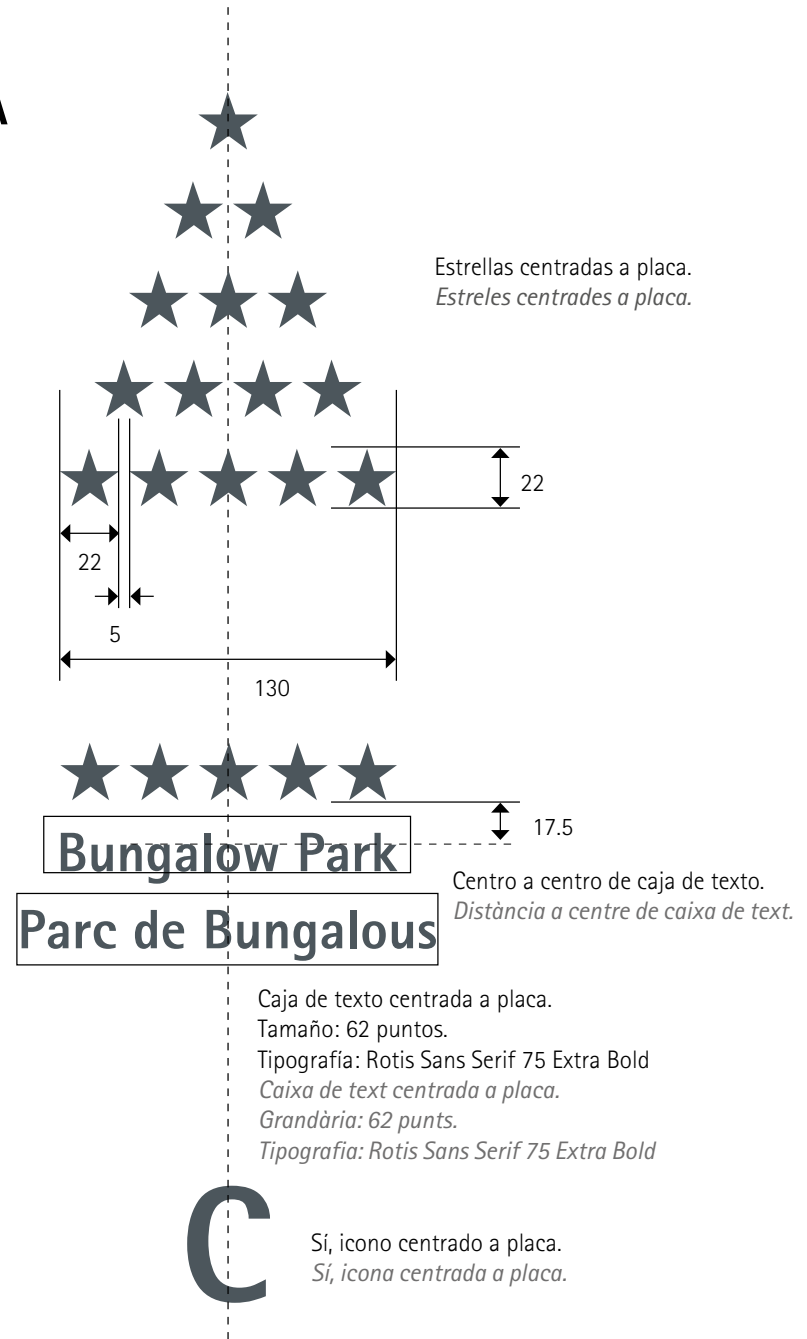 A
Estrellas centradas a placa.
Estreles centrades a placa.
22
22
5
130
17.5
Bungalow Park
Centro a centro de caja de texto.
Distància a centre de caixa de text.
Parc de Bungalous
Caja de texto centrada a placa.
Tamaño: 62 puntos.
Tipografía: Rotis Sans Serif 75 Extra Bold
Caixa de text centrada a placa.
Grandària: 62 punts.
Tipografia: Rotis Sans Serif 75 Extra Bold
C
Sí, icono centrado a placa.
Sí, icona centrada a placa.